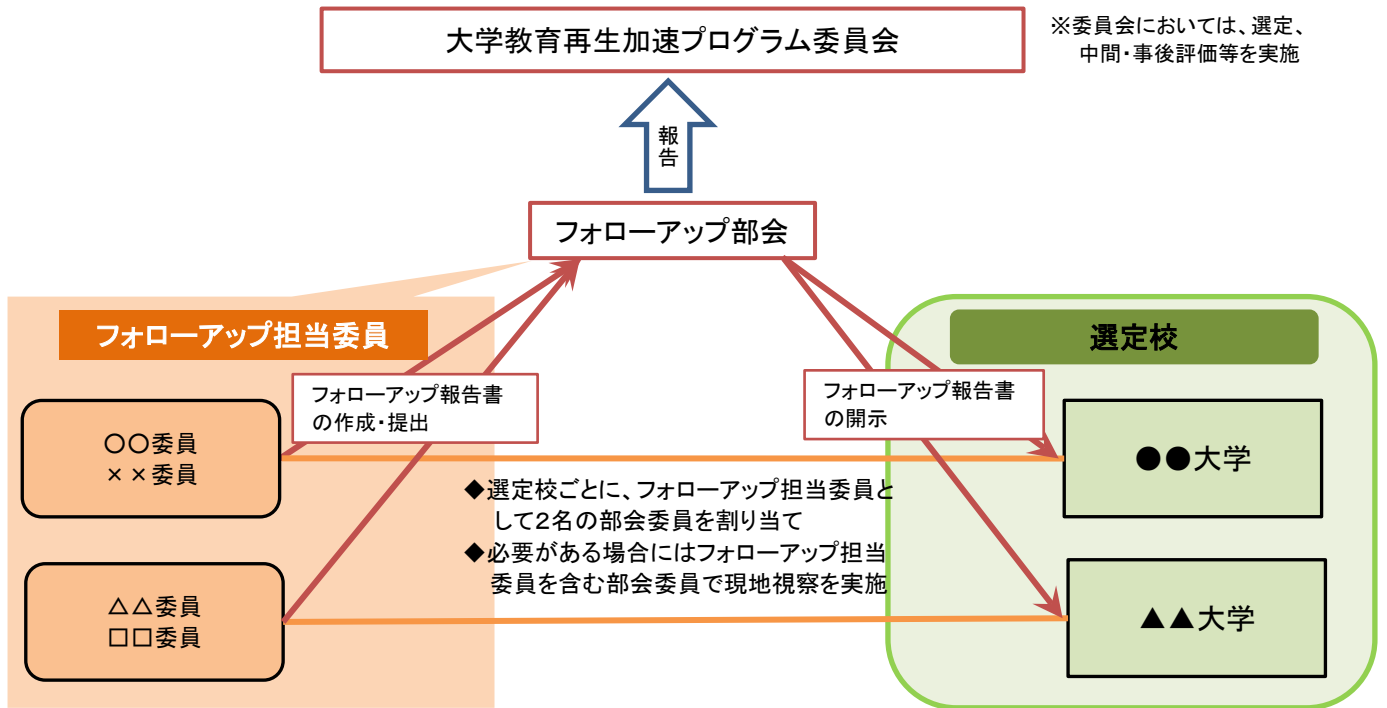 大学教育再生加速プログラム委員会
※委員会においては、選定、
中間・事後評価等を実施
報告
フォローアップ部会
フォローアップ担当委員
選定校
フォローアップ報告書
の作成・提出
フォローアップ報告書
の開示
〇〇委員
××委員
●●大学
◆選定校ごとに、フォローアップ担当委員と
して2名の部会委員を割り当て
◆必要がある場合にはフォローアップ担当
委員を含む部会委員で現地視察を実施
△△委員
□□委員
▲▲大学